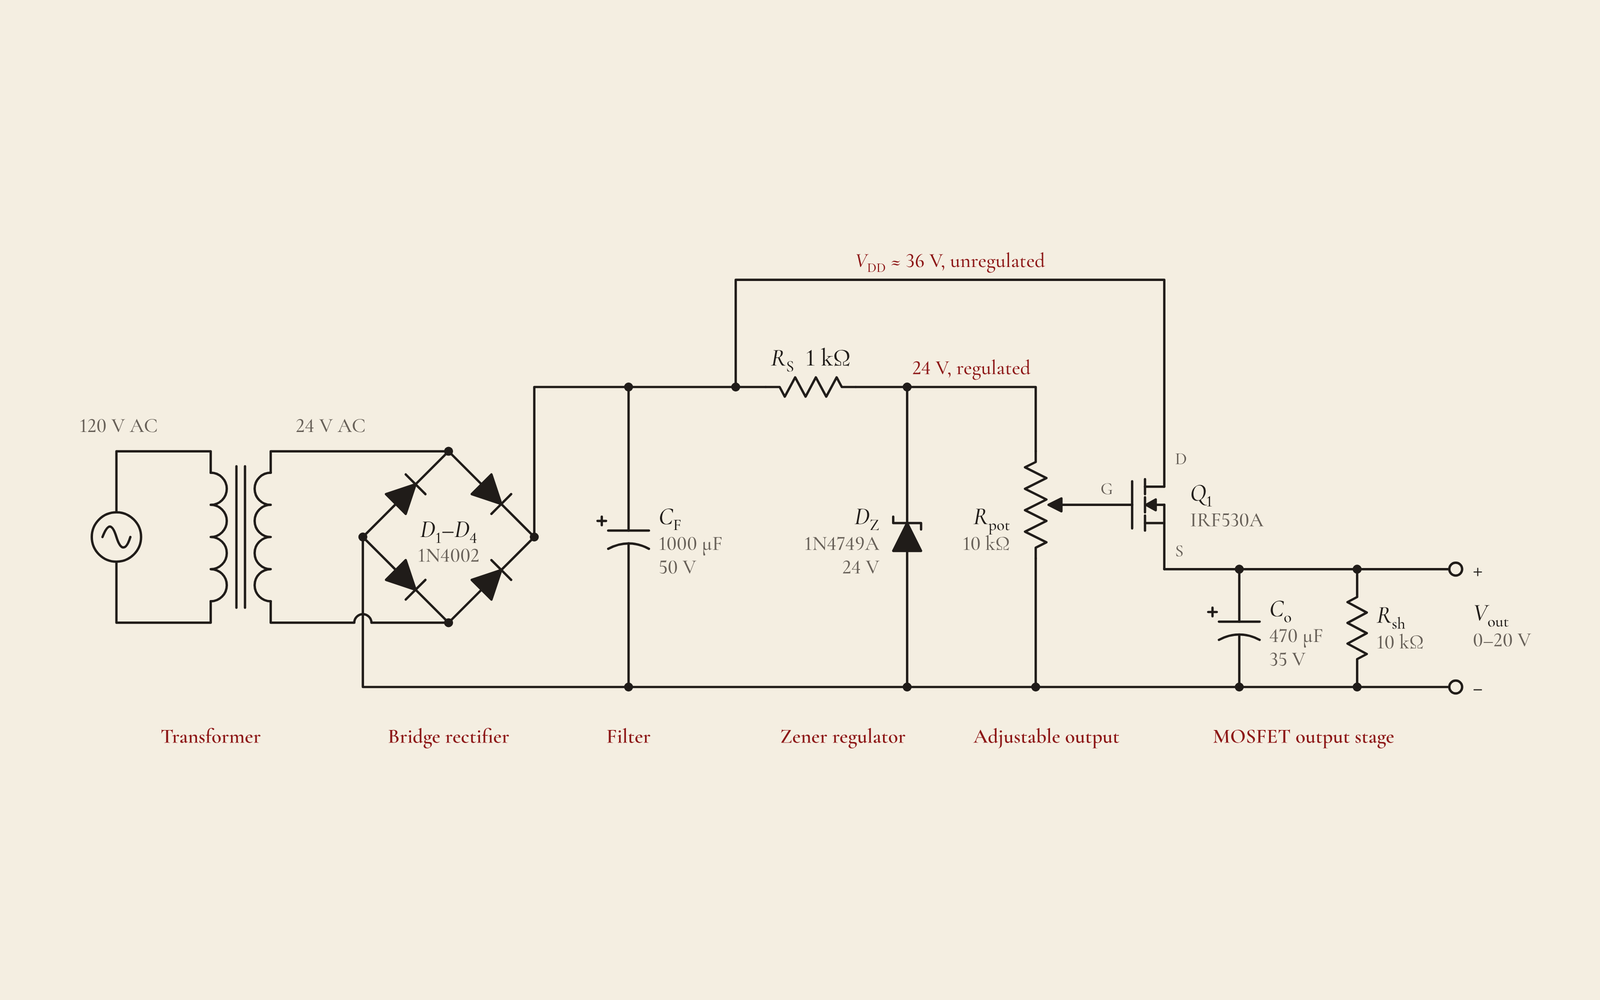 V_DD ≈ 36 V, unregulated
R_S 1 kΩ
24 V, regulated
120 V AC
24 V AC
D
G
Q_1
IRF530A
S
D_1–D_4
1N4002
+
C_F
1000 μF
50 V
D_Z
1N4749A
24 V
R_pot
10 kΩ
+
C_o
470 μF
35 V
R_sh
10 kΩ
+
V_out
0–20 V
–
Transformer
Bridge rectifier
Filter
Zener regulator
Adjustable output
MOSFET output stage